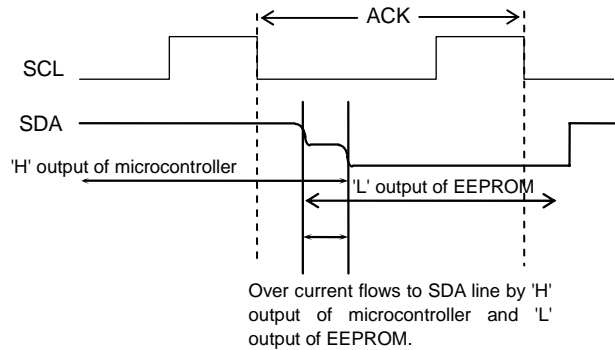 ACK
SCL
SDA
'H' output of microcontroller
'L' output of EEPROM
Over current flows to SDA line by 'H'
output of microcontroller and 'L'
output of EEPROM.